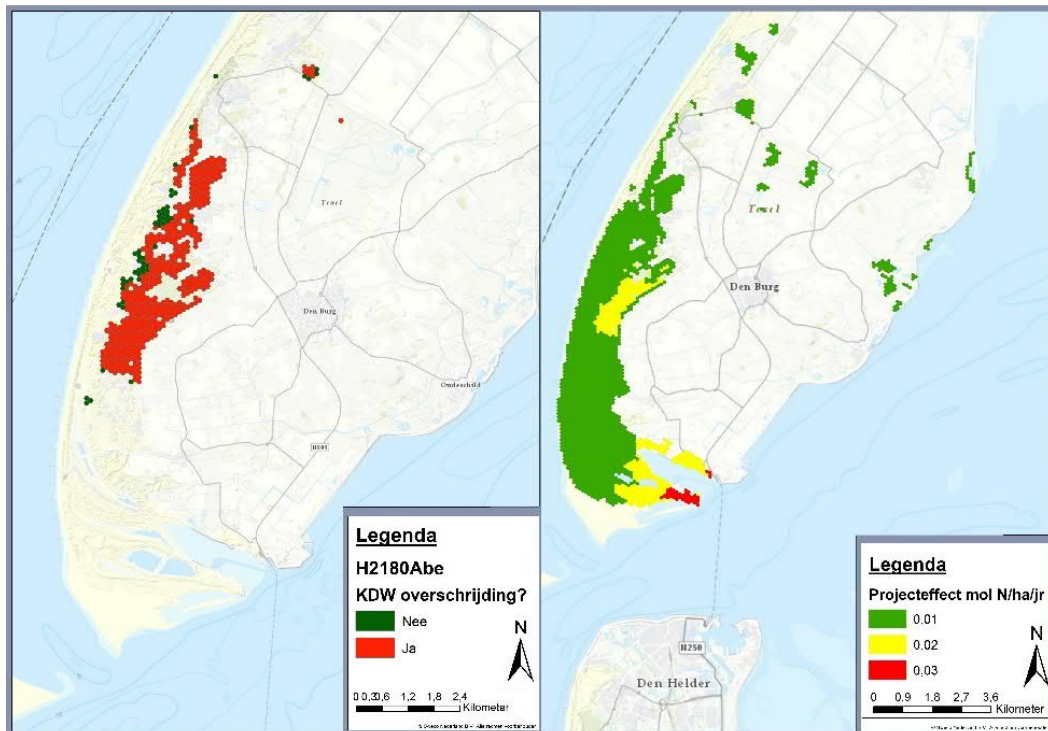 Texel
Den Burg
Oudeschild
H501
Legenda
H2180Abe
KDW overschrijding?
Nee
Ja
N
0 0,30,6 1,2 1,8 2,4
Kilometer
Texel
Den Burg
H250
Den Helder
Legenda
Projecteffect mol N/ha/jr
0.01
0.02
0,03
N
0 0.9 1.8 2,7 3,6
Kilometer